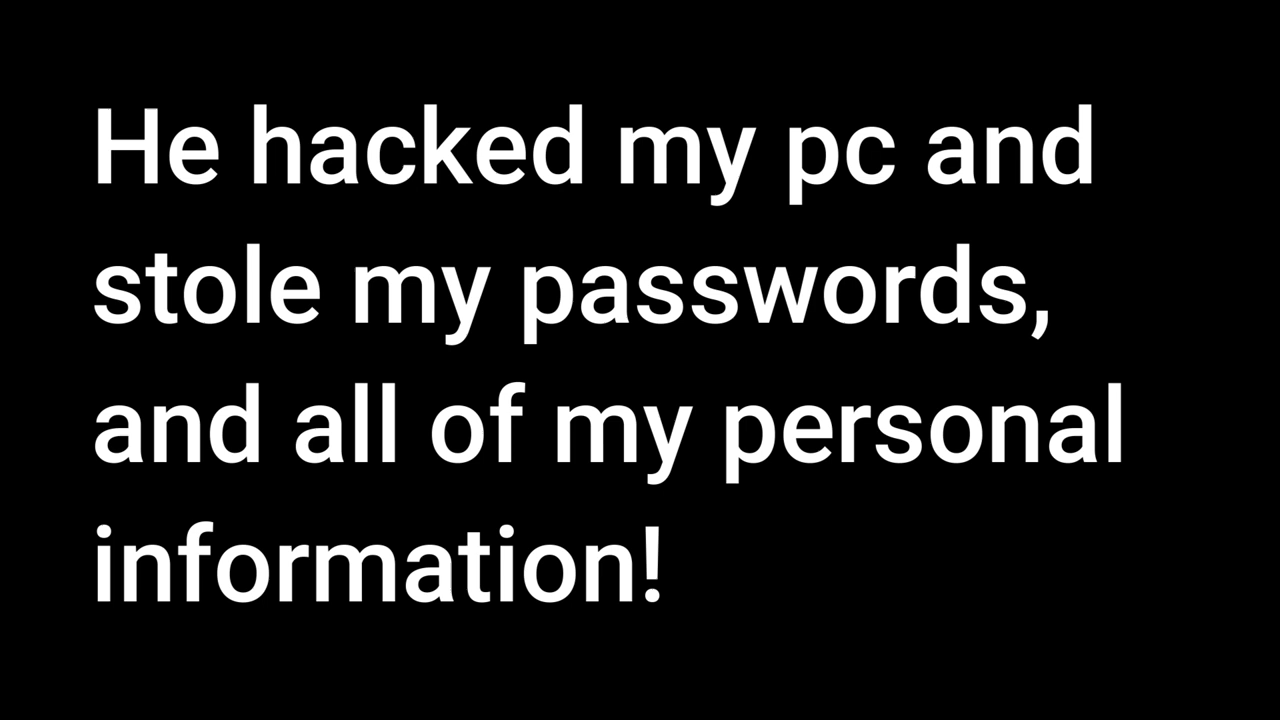 He hacked my pc and
stole my passwords,
and all of my personal
information!